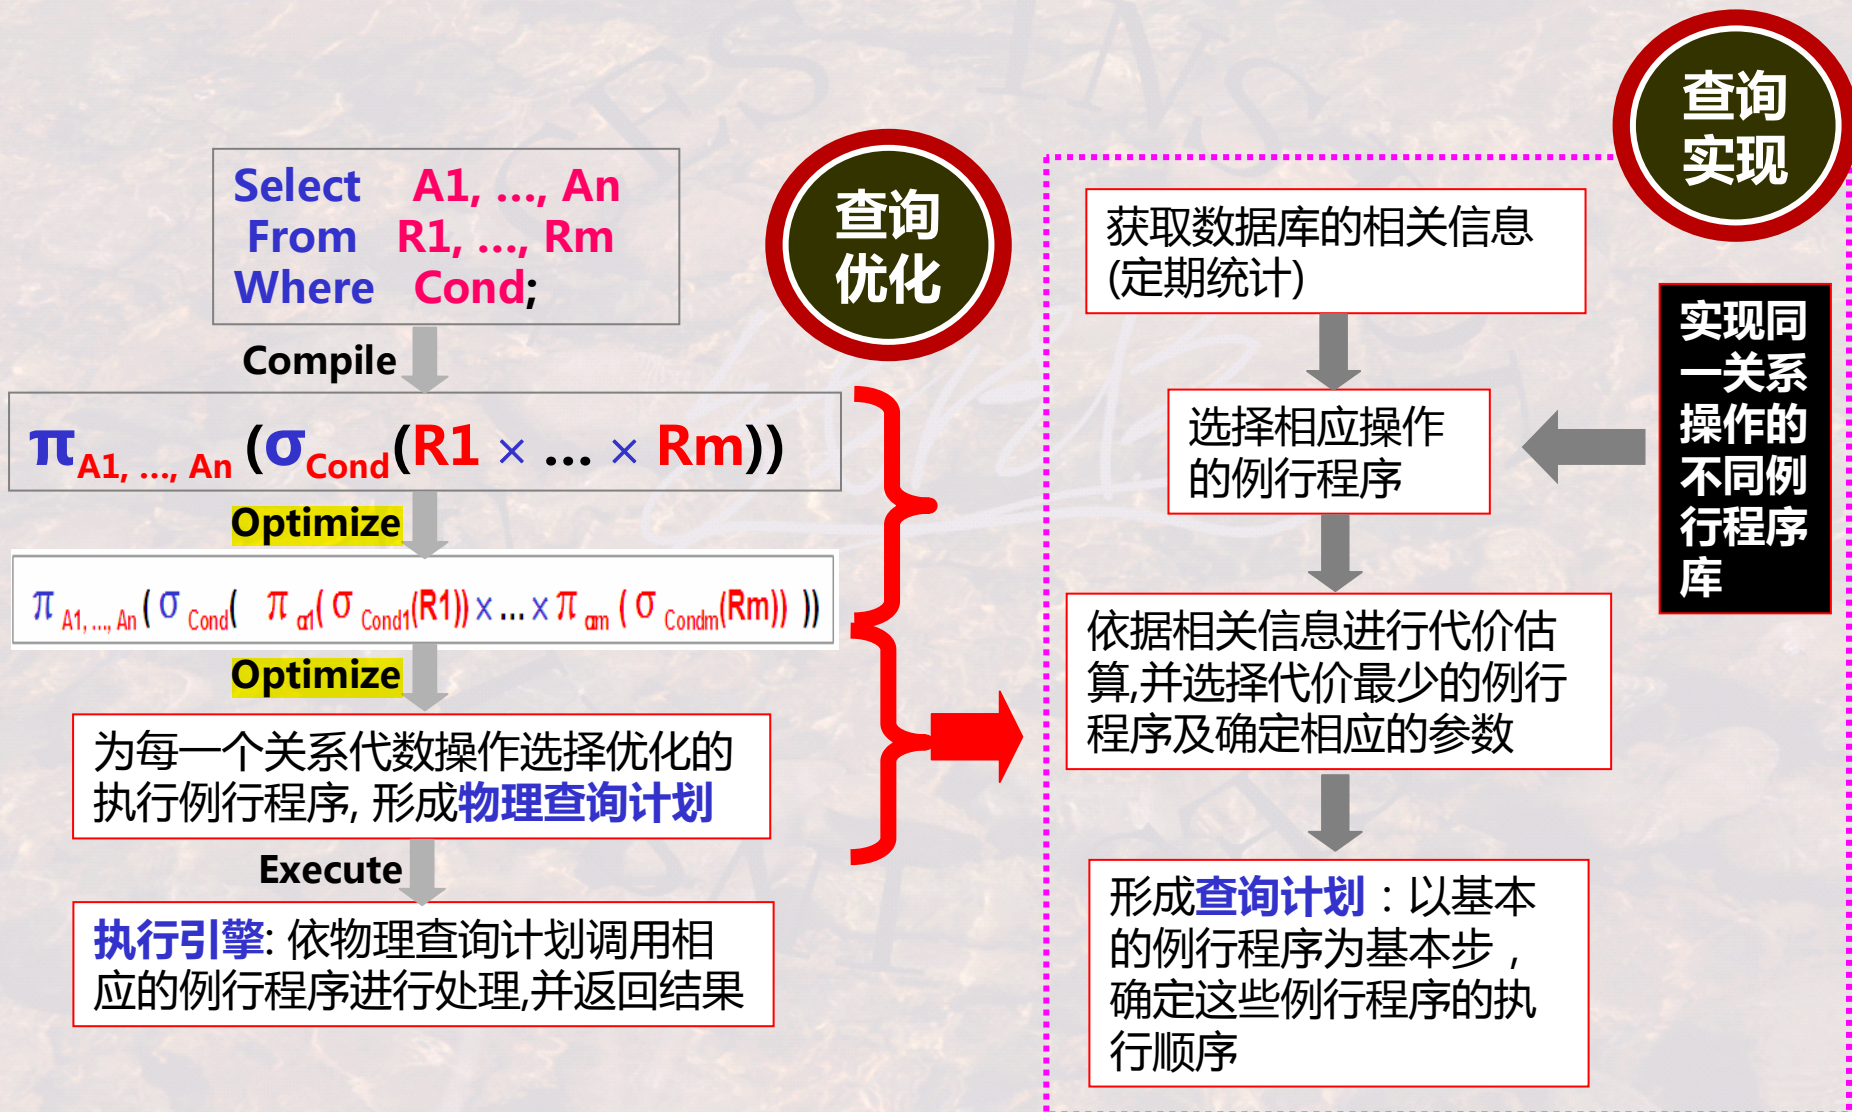 Select A1, ..., An
From R1, ..., Rm
Where Cond;
Compile
π A1, ..., An (σ Cond(R1 × ... × Rm))
Optimize
π A1, ..., An ( σ Cond( π α1( σ Cond1(R1)) × ... × π αm ( σ Condm(Rm)) ))
Optimize
为每一个关系代数操作选择优化的
执行例行程序, 形成物理查询计划
Execute
执行引擎: 依物理查询计划调用相
应的例行程序进行处理,并返回结果
查询
优化
查询
实现
获取数据库的相关信息
(定期统计)
选择相应操作
的例行程序
实现同
一关系
操作的
不同例
行程序
库
依据相关信息进行代价估
算,并选择代价最少的例行
程序及确定相应的参数
形成查询计划：以基本
的例行程序为基本步，
确定这些例行程序的执
行顺序